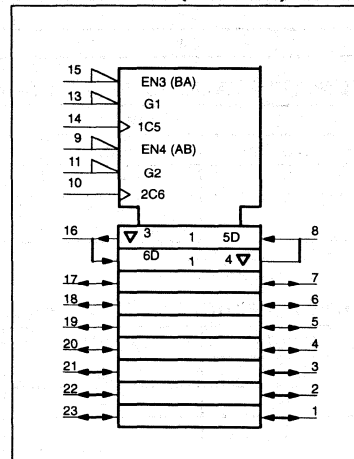 15 EN3 (BA)
13 G1
14 1C5
9 EN4 (AB)
11 G2
10 2C6
16 3 1 5D 8
6D 1 4
17 7
18 6
19 5
20 4
21 3
22 2
23 1